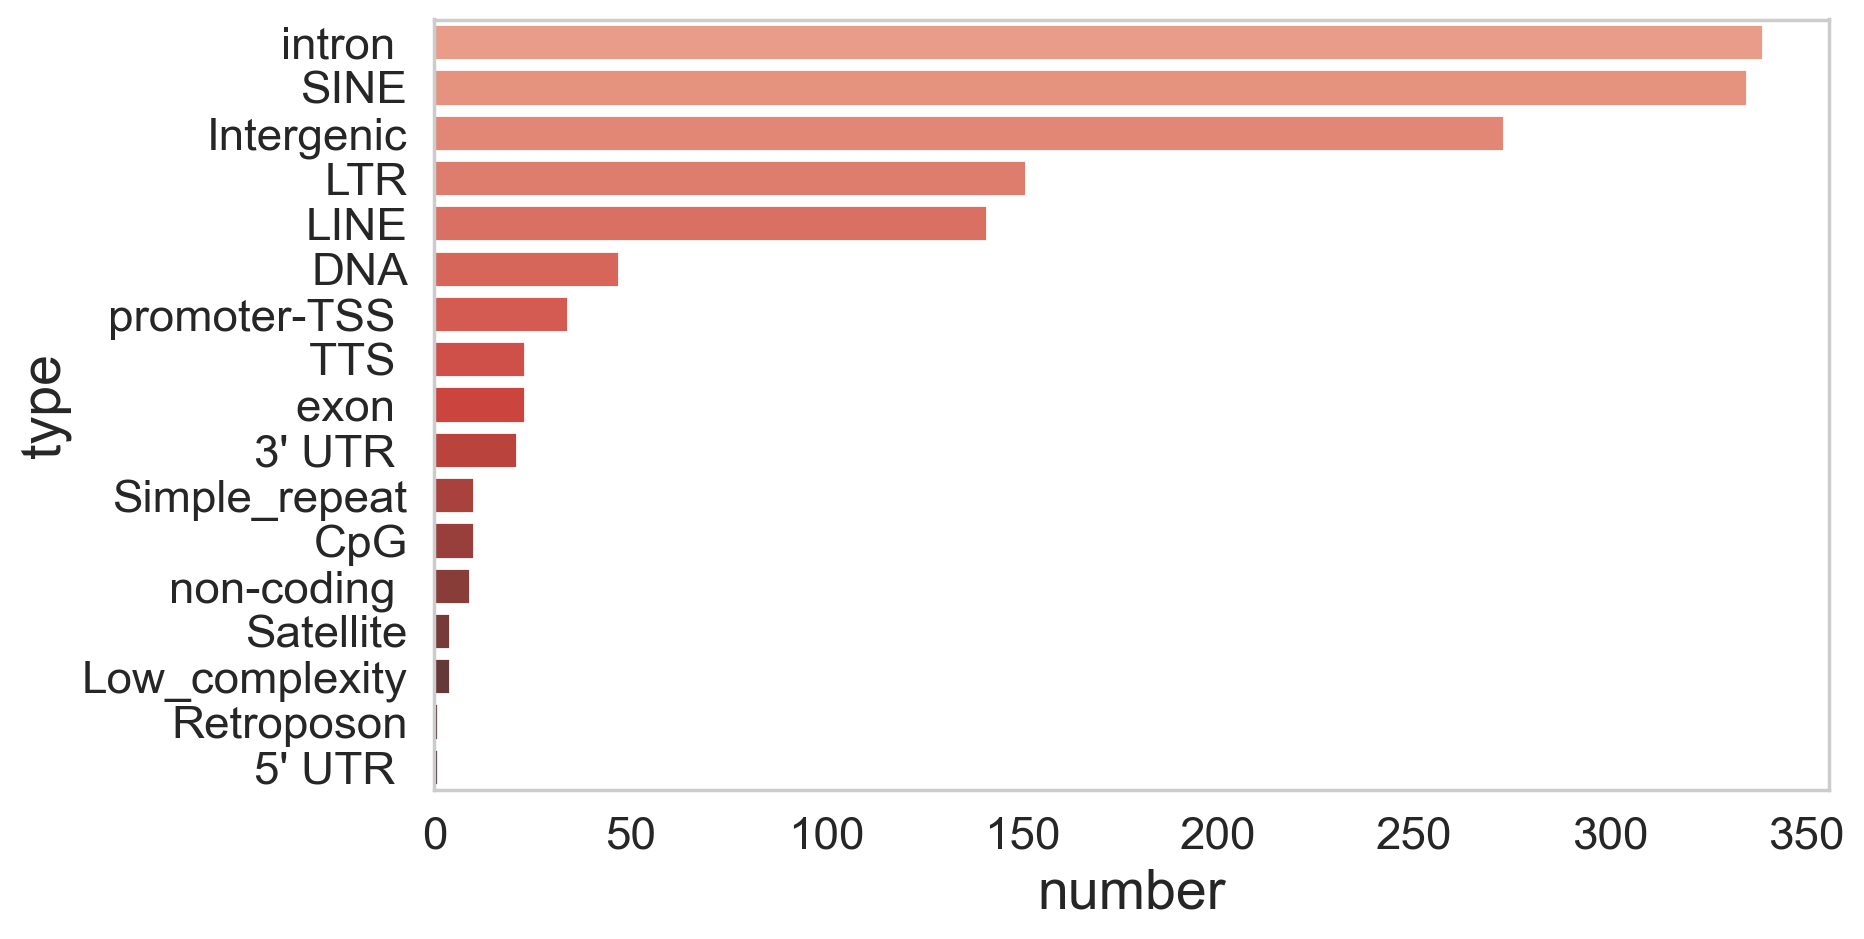 intron
SINE
Intergenic
LTR
LINE
DNA
promoter-TSS
TTS
exon
3' UTR
Simple_repeat
CpG
non-coding
Satellite
Low_complexity
Retroposon
5' UTR
type
0 50 100 150 200 250 300 350
number